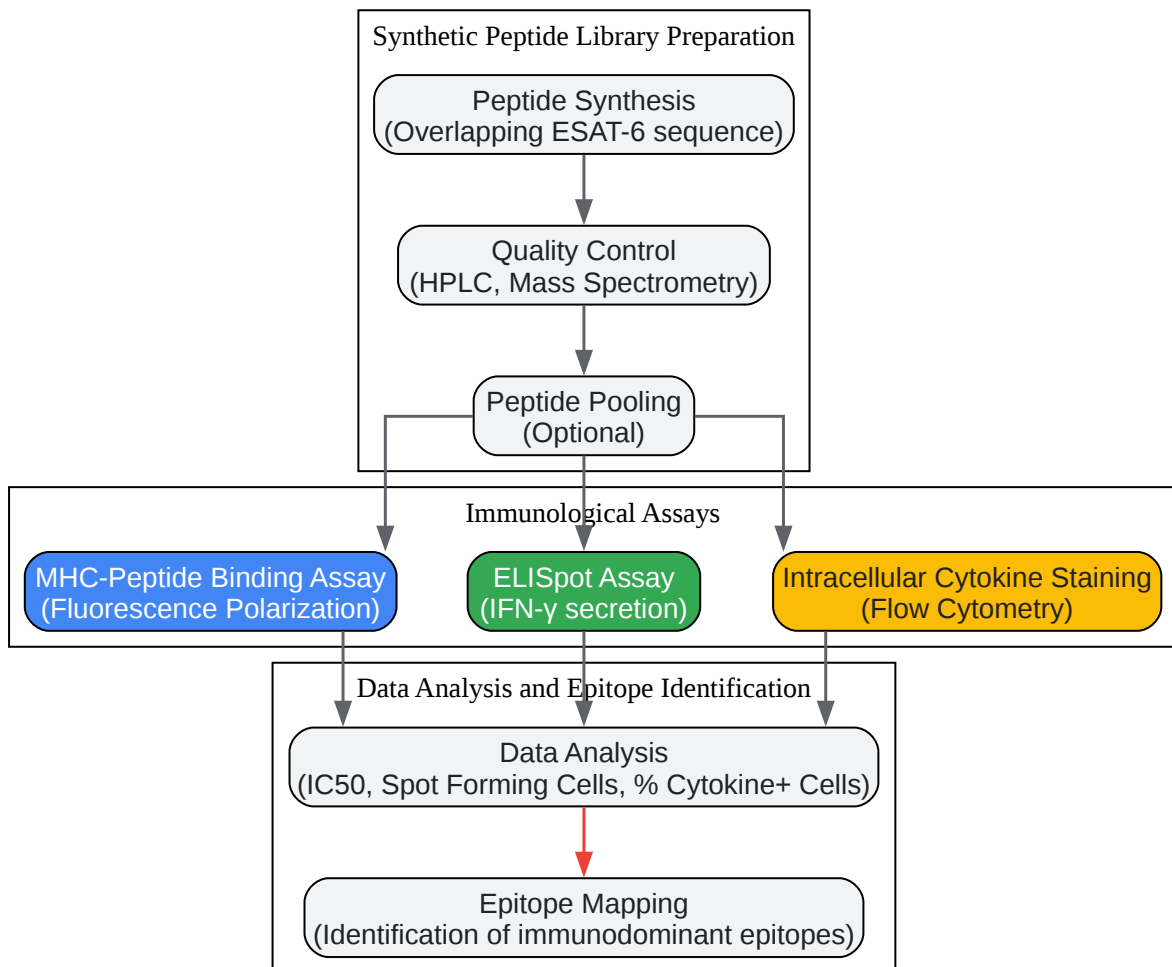 Synthetic Peptide Library Preparation
Peptide Synthesis
(Overlapping ESAT-6 sequence)
Quality Control
(HPLC, Mass Spectrometry)
Peptide Pooling
(Optional)
Immunological Assays
MHC-Peptide Binding Assay
(Fluorescence Polarization)
ELISpot Assay
(IFN-γ secretion)
Intracellular Cytokine Staining
(Flow Cytometry)
Data Analysis and Epitope Identification
Data Analysis
(IC50, Spot Forming Cells, % Cytokine+ Cells)
Epitope Mapping
(Identification of immunodominant epitopes)